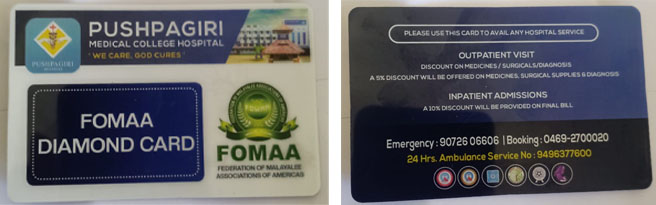 PUSHPAGIRI
MEDICAL COLLEGE HOSPITAL
'WE CARE, GOD CURES'
PUSHPAGIRI
FOMAA
DIAMOND CARD
FOMAA
FEDERATION OF MALAYALEE
ASSOCIATIONS OF AMERICAS
PLEASE USE THIS CARD TO AVAIL ANY HOSPITAL SERVICE
OUTPATIENT VISIT
DISCOUNT ON MEDICINES / SURGICALS/DIAGNOSIS
A 5% DISCOUNT WILL BE OFFERED ON MEDICINES, SURGICAL SUPPLIES & DIAGNOSIS
INPATIENT ADMISSIONS
A 10% DISCOUNT WILL BE PROVIDED ON FINAL BILL
Emergency : 90726 06606 | Booking : 0469-2700020
24 Hrs. Ambulance Service No : 9496377600